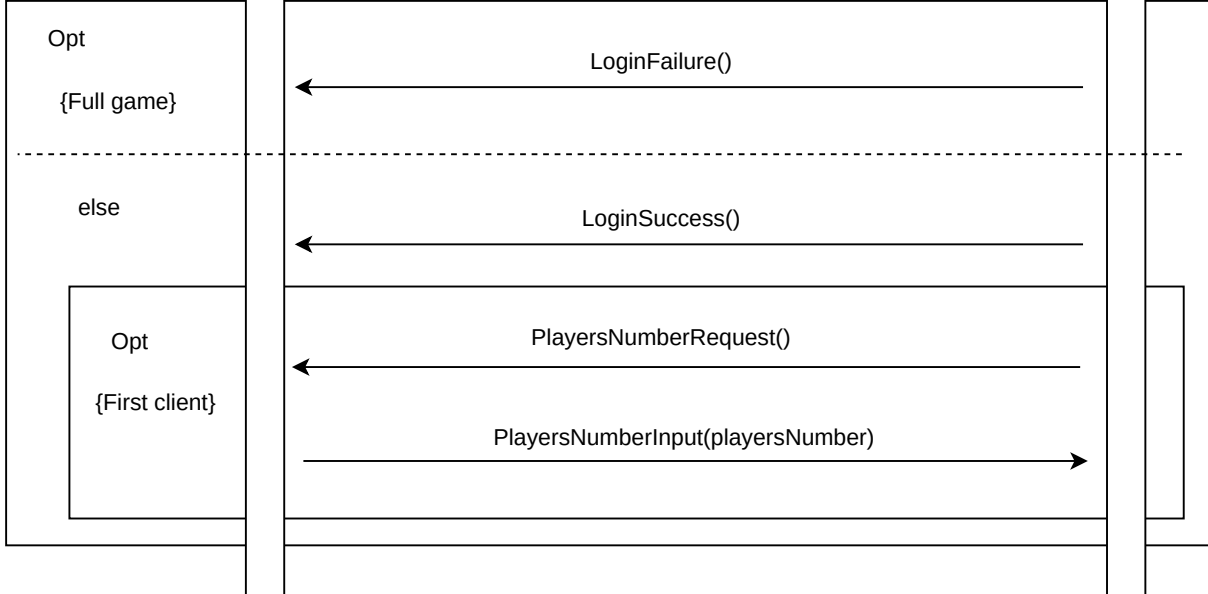 Opt
LoginFailure()
{Full game}
else
LoginSuccess()
Opt
PlayersNumberRequest()
{First client}
PlayersNumberInput(playersNumber)